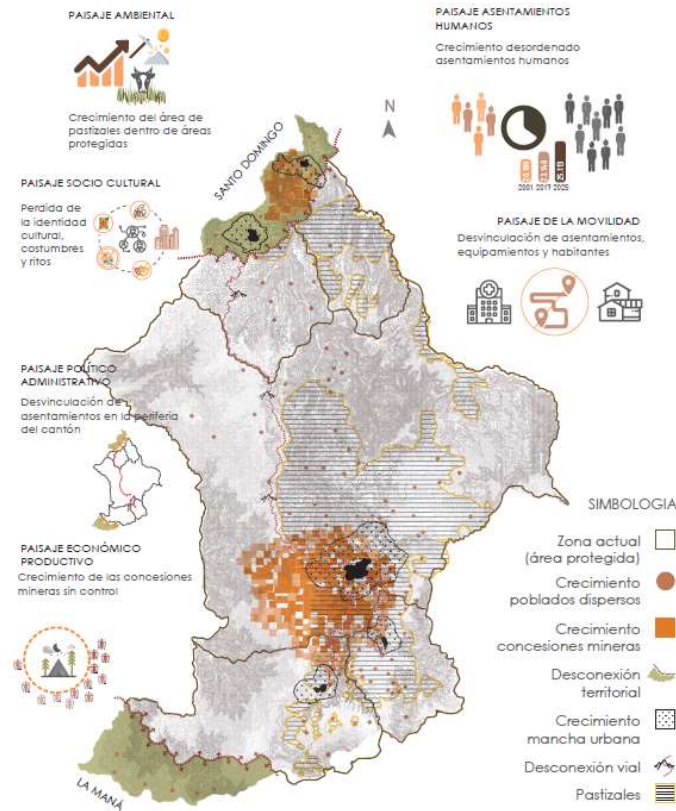 PAISAJE AMBIENTAL
Crecimiento del área de
pastizales dentro de áreas
protegidas
PAISAJE ASENTAMIENTOS
HUMANOS
Crecimiento desordenado
asentamientos humanos
2001 2017 2025
N
SANTO DOMINGO
PAISAJE SOCIO CULTURAL
Perdida de
la identidad
cultural,
costumbres
y ritos
PAISAJE DE LA MOVILIDAD
Desvinculación de asentamientos,
equipamientos y habitantes
PAISAJE POLÍTICO
ADMINISTRATIVO
Desvinculación de
asentamientos en la periferia
del cantón
PAISAJE ECONÓMICO
PRODUCTIVO
Crecimiento de las concesiones
mineras sin control
LA MANÁ
SIMBOLOGIA
Zona actual
(área protegida)
Crecimiento
poblados dispersos
Crecimiento
concesiones mineras
Desconexión
territorial
Crecimiento
mancha urbana
Desconexión vial
Pastizales